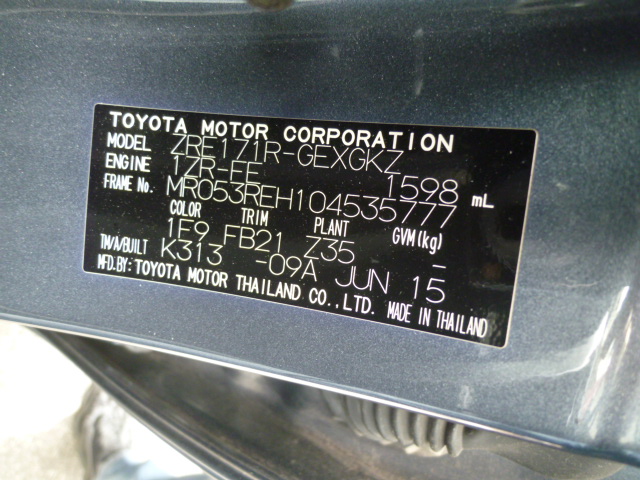 TOYOTA MOTOR CORPORATION
MODEL ZRE171R-GEXGKZ
ENGINE 1ZR-FE 1598 mL
FRAME No. MR053REH104535777
COLOR TRIM PLANT GVM(kg)
1E9 FB21 Z35 -
TM/A/BUILT K313 -09A JUN 15
MFD.BY: TOYOTA MOTOR THAILAND CO.,LTD. MADE IN THAILAND